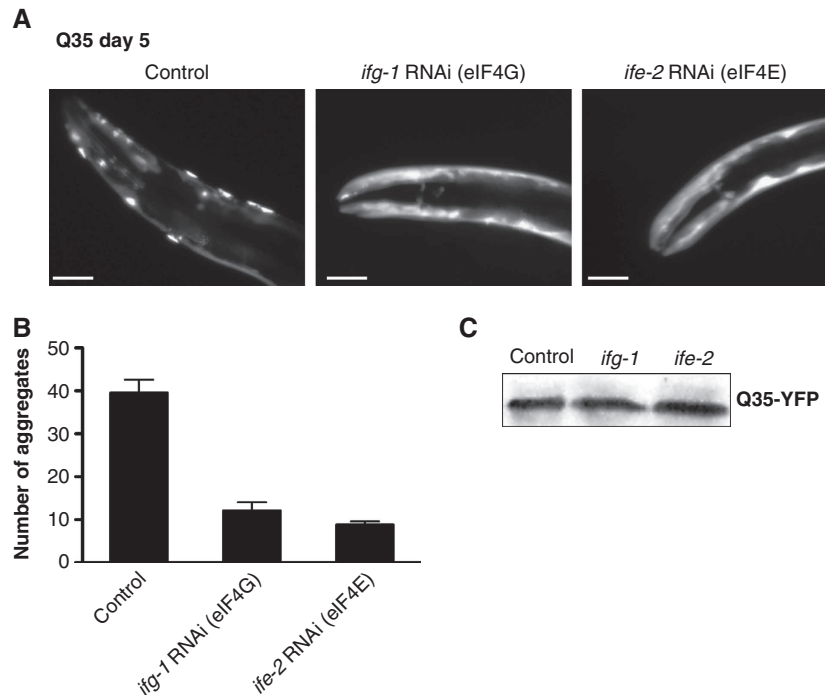 A
Q35 day 5
Control
ifg-1 RNAi (eIF4G)
ife-2 RNAi (eIF4E)
B
Number of aggregates
50
40
30
20
10
0
Control
ifg-1 RNAi (eIF4G)
ife-2 RNAi (eIF4E)
C
Control ifg-1 ife-2
Q35-YFP